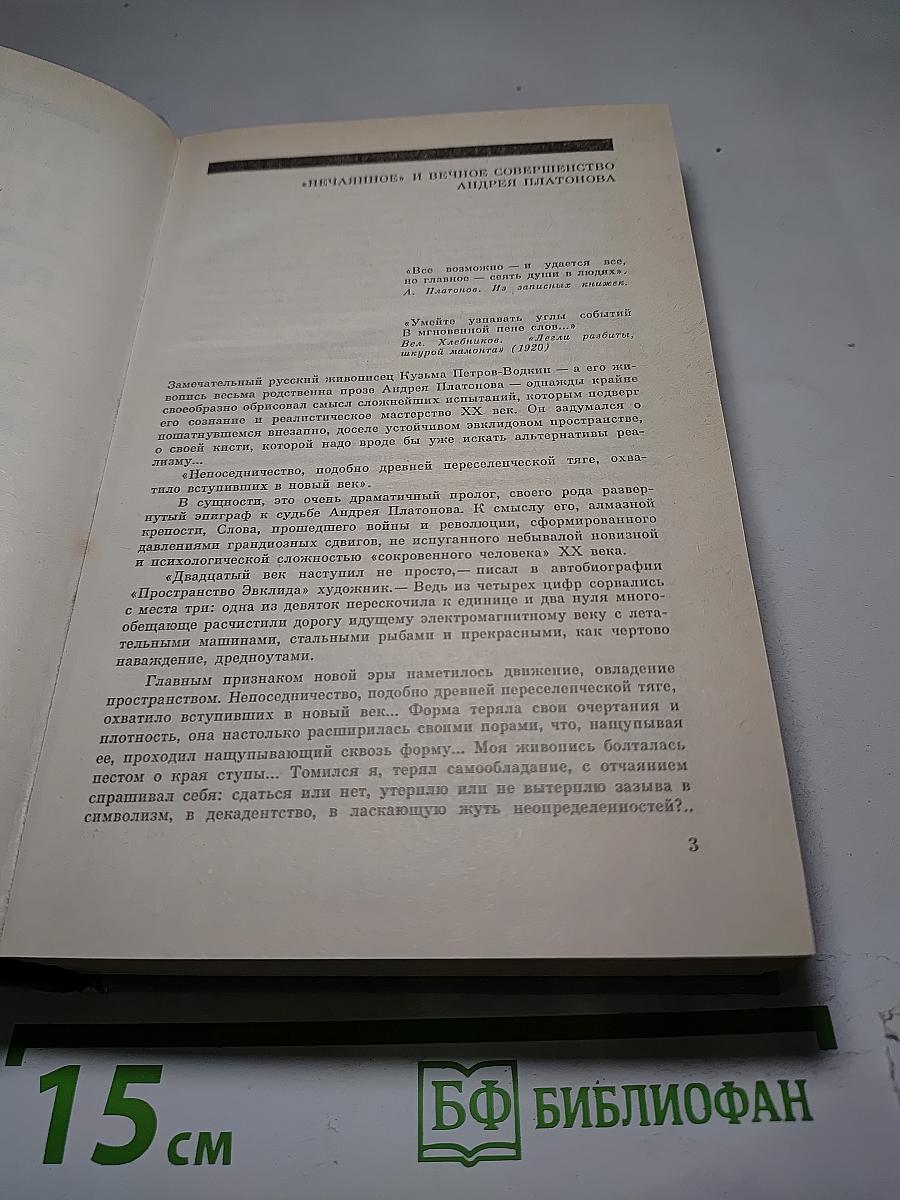 «НЕЧАЯННОЕ» И ВЕЧНОЕ СОВЕРШЕНСТВО
АНДРЕЯ ПЛАТОНОВА
«Все возможно — и удается все,
но главное — сеять души в людях».
А. Платонов. Из записных книжек.
«Умейте узнавать углы событий
В мгновенной пене слов...»
Вел. Хлебников. «Легли разбиты,
шкурой мамонта» (1920)
Замечательный русский живописец Кузьма Петров-Водкин — а его жи-
вопись весьма родственна прозе Андрея Платонова — однажды крайне
своеобразно обрисовал смысл сложнейших испытаний, которым подверг
его сознание и реалистическое мастерство XX век. Он задумался о
пошатнувшемся внезапно, доселе устойчивом эвклидовом пространстве,
о своей кисти, которой надо вроде бы уже искать альтернативы реа-
лизму...
«Непоседничество, подобно древней переселенческой тяге, охва-
тило вступивших в новый век».
В сущности, это очень драматичный пролог, своего рода развер-
нутый эпиграф к судьбе Андрея Платонова. К смыслу его, алмазной
крепости, Слова, прошедшего войны и революции, сформированного
давлениями грандиозных сдвигов, не испуганного небывалой новизной
и психологической сложностью «сокровенного человека» XX века.
«Двадцатый век наступил не просто,— писал в автобиографии
«Пространство Эвклида» художник.— Ведь из четырех цифр сорвались
с места три: одна из девяток перескочила к единице и два нуля много-
обещающе расчистили дорогу идущему электромагнитному веку с лета-
тельными машинами, стальными рыбами и прекрасными, как чертово
наваждение, дредноутами.
Главным признаком новой эры наметилось движение, овладение
пространством. Непоседничество, подобно древней переселенческой тяге,
охватило вступивших в новый век... Форма теряла свои очертания и
плотность, она настолько расширилась своими порами, что, нащупывая
ее, проходил нащупывающий сквозь форму... Моя живопись болталась
пестом о края ступы... Томился я, терял самообладание, с отчаянием
спрашивал себя: сдаться или нет, утерплю или не вытерплю зазыва в
символизм, в декадентство, в ласкающую жуть неопределенностей?..
3
15 см
БФ БИБЛИОФАН